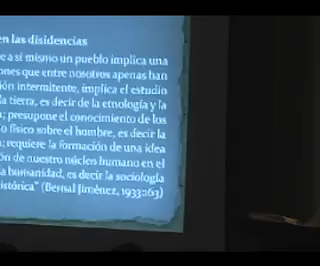 en las disidencias
e a sí mismo un pueblo implica una
ones que entre nosotros apenas han
ión intermitente, implica el estudio
la tierra, es decir de la etnología y la
; presupone el conocimiento de los
o físico sobre el hombre, es decir la
; requiere la formación de una idea
ón de nuestro núcleo humano en el
a humanidad, es decir la sociología
istórica" (Bernal Jiménez, 1933:163)